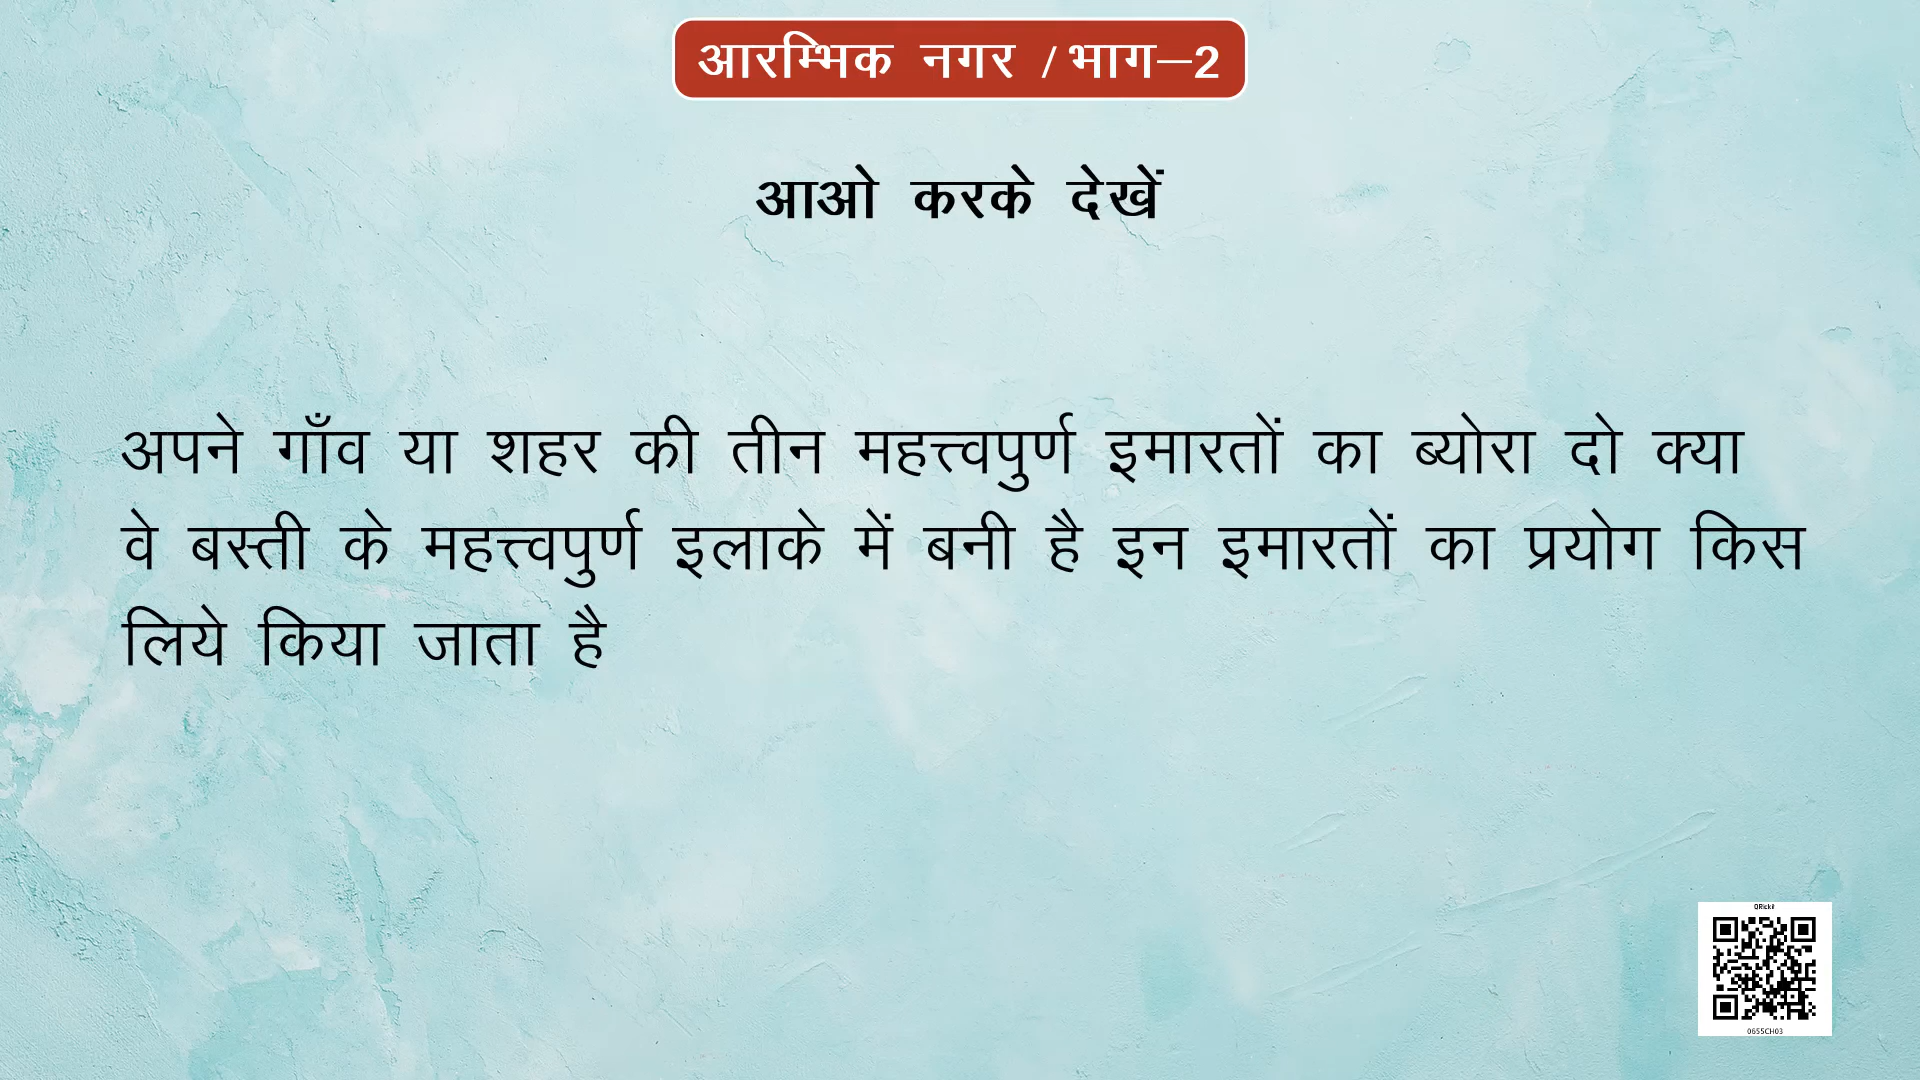 आरम्भिक नगर / भाग–2
आओ करके देखें
अपने गाँव या शहर की तीन महत्त्वपुर्ण इमारतों का ब्योरा दो क्या
वे बस्ती के महत्त्वपुर्ण इलाके में बनी है इन इमारतों का प्रयोग किस
लिये किया जाता है
0655CH03